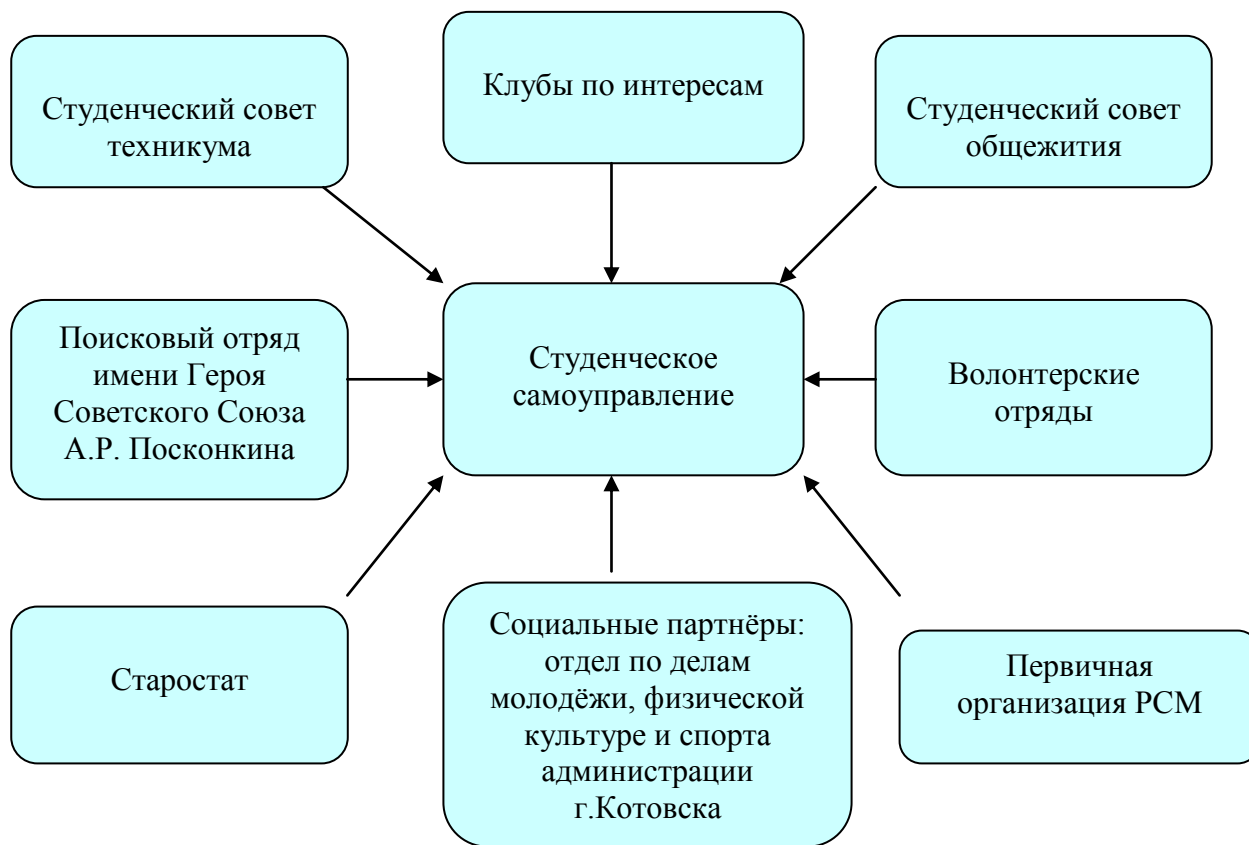 Студенческий совет
техникума
Клубы по интересам
Студенческий совет
общежития
Поисковый отряд
имени Героя
Советского Союза
А.Р. Посконкина
Студенческое
самоуправление
Волонтерские
отряды
Старостат
Социальные партнёры:
отдел по делам
молодёжи, физической
культуре и спорта
администрации
г.Котовска
Первичная
организация РСМ